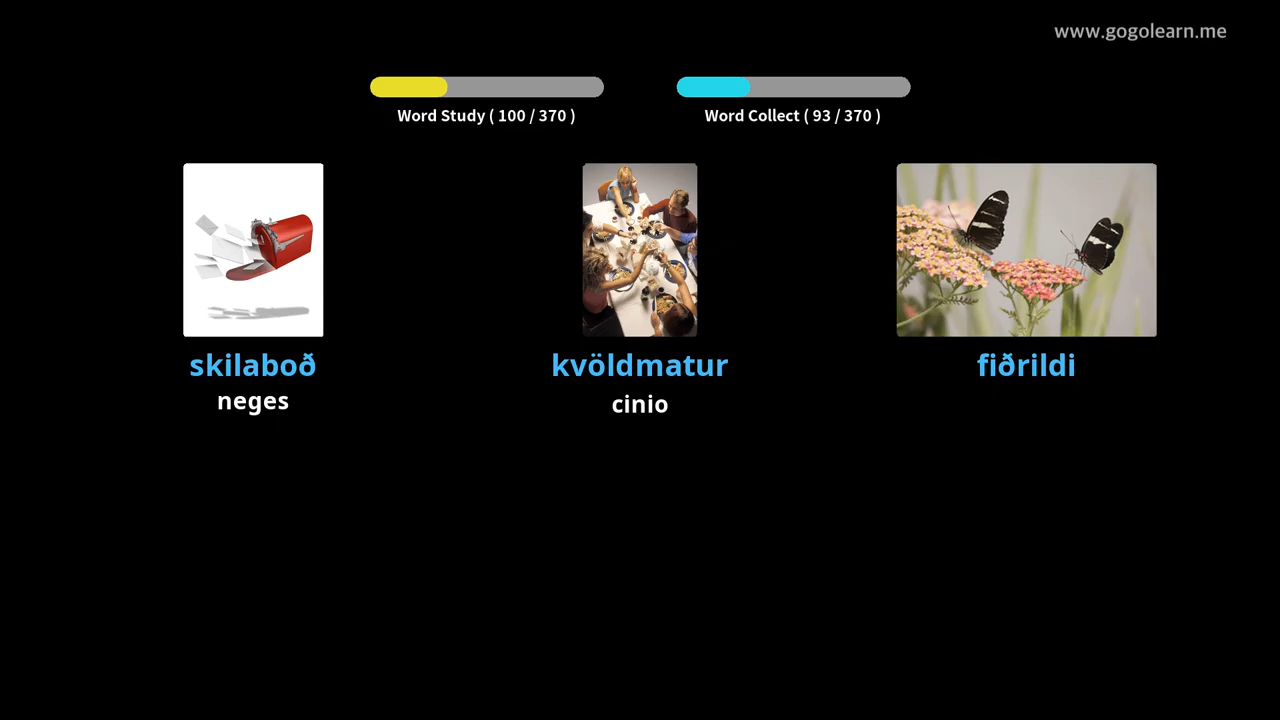 www.gogolearn.me
Word Study ( 100 / 370 )
Word Collect ( 93 / 370 )
skilaboð
neges
kvöldmatur
cinio
fiðrildi